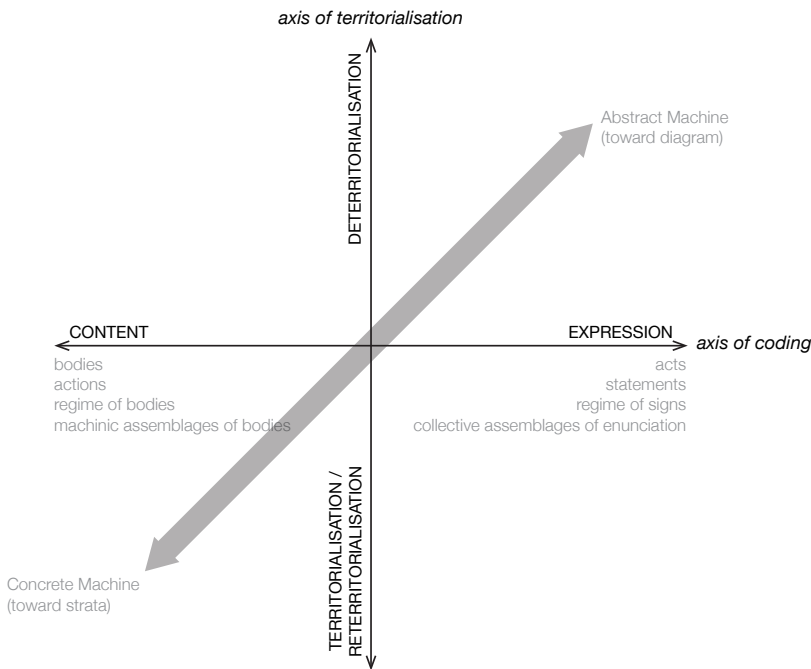 axis of territorialisation
DETERRITORIALISATION
Abstract Machine
(toward diagram)
CONTENT
EXPRESSION
axis of coding
bodies
actions
regime of bodies
machinic assemblages of bodies
acts
statements
regime of signs
collective assemblages of enunciation
TERRITORIALISATION /
RETERRITORIALISATION
Concrete Machine
(toward strata)